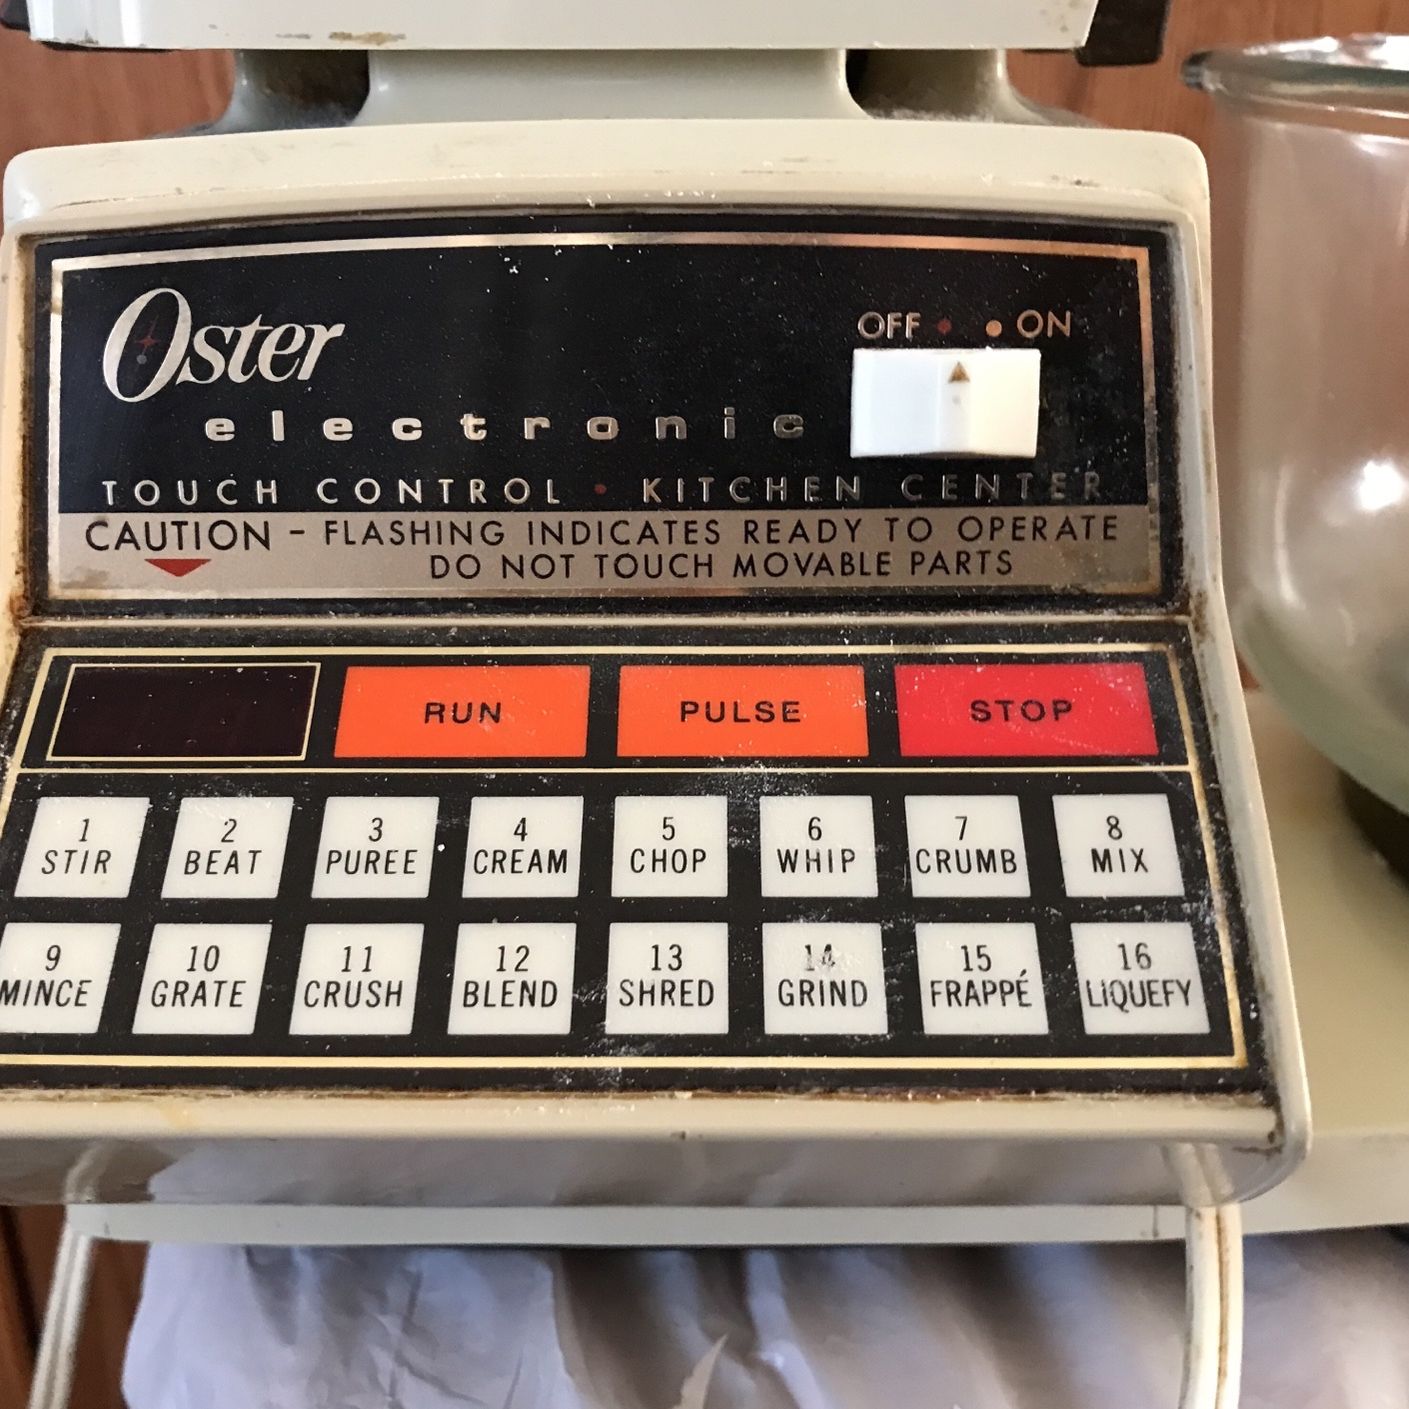 Oster
OFF ON
electronic
TOUCH CONTROL • KITCHEN CENTER
CAUTION – FLASHING INDICATES READY TO OPERATE
DO NOT TOUCH MOVABLE PARTS
RUN PULSE STOP
1 2 3 4 5 6 7 8
STIR BEAT PUREE CREAM CHOP WHIP CRUMB MIX
9 10 11 12 13 14 15 16
MINCE GRATE CRUSH BLEND SHRED GRIND FRAPPÉ LIQUEFY